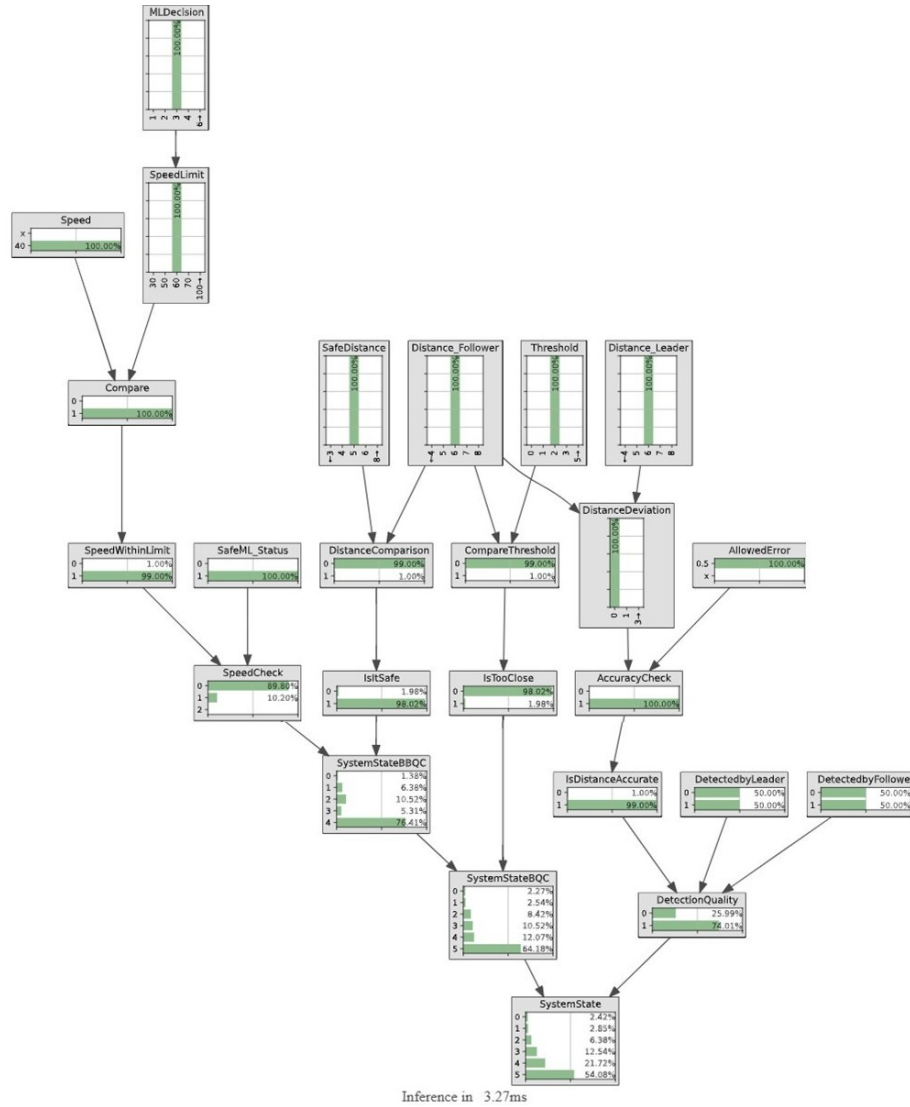 MLDecision
100.00%
1 2 3 4 6→
SpeedLimit
100.00%
30 50 60 70 100→
Speed
x
40 100.00%
Compare
0
1 100.00%
SafeDistance
100.00%
←3 5 6 8→
Distance_Follower
100.00%
←4 5 6 7 8
Threshold
100.00%
0 1 2 3 5→
Distance_Leader
100.00%
←4 5 6 7 8
DistanceDeviation
100.00%
0 1 3→
SpeedWithinLimit
0 1.00%
1 99.00%
SafeML_Status
0
1 100.00%
DistanceComparison
0 99.00%
1 1.00%
CompareThreshold
0 99.00%
1 1.00%
AllowedError
0.5 100.00%
x
SpeedCheck
0 89.80%
1 10.20%
2
IsItSafe
0 1.98%
1 98.02%
IsTooClose
0 98.02%
1 1.98%
AccuracyCheck
0
1 100.00%
SystemStateBBQC
0 1.38%
1 6.38%
2 10.52%
3 5.31%
4 76.41%
IsDistanceAccurate
0 1.00%
1 99.00%
DetectedbyLeader
0 50.00%
1 50.00%
DetectedbyFollowe
0 50.00%
1 50.00%
SystemStateBQC
0 2.27%
1 2.54%
2 8.42%
3 10.52%
4 12.07%
5 64.18%
DetectionQuality
0 25.99%
1 74.01%
SystemState
0 2.42%
1 2.85%
2 6.38%
3 12.54%
4 21.72%
5 54.08%
Inference in 3.27ms